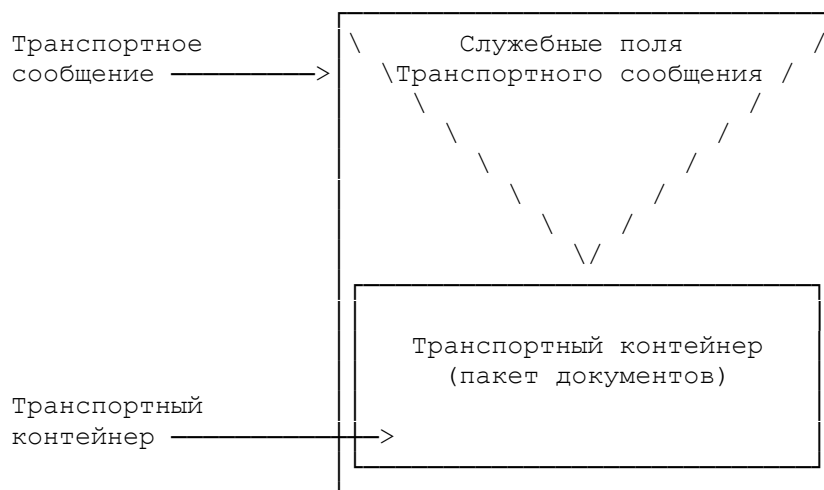 Транспортное
сообщение
Служебные поля
Транспортного сообщения
Транспортный контейнер
(пакет документов)
Транспортный
контейнер